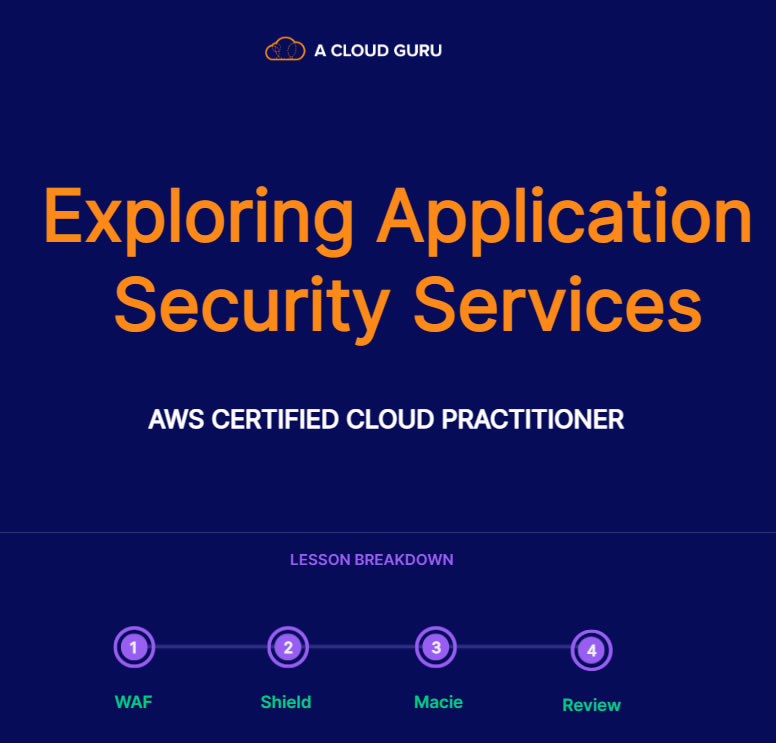 A CLOUD GURU
Exploring Application
Security Services
AWS CERTIFIED CLOUD PRACTITIONER
LESSON BREAKDOWN
1 2 3 4
WAF Shield Macie Review